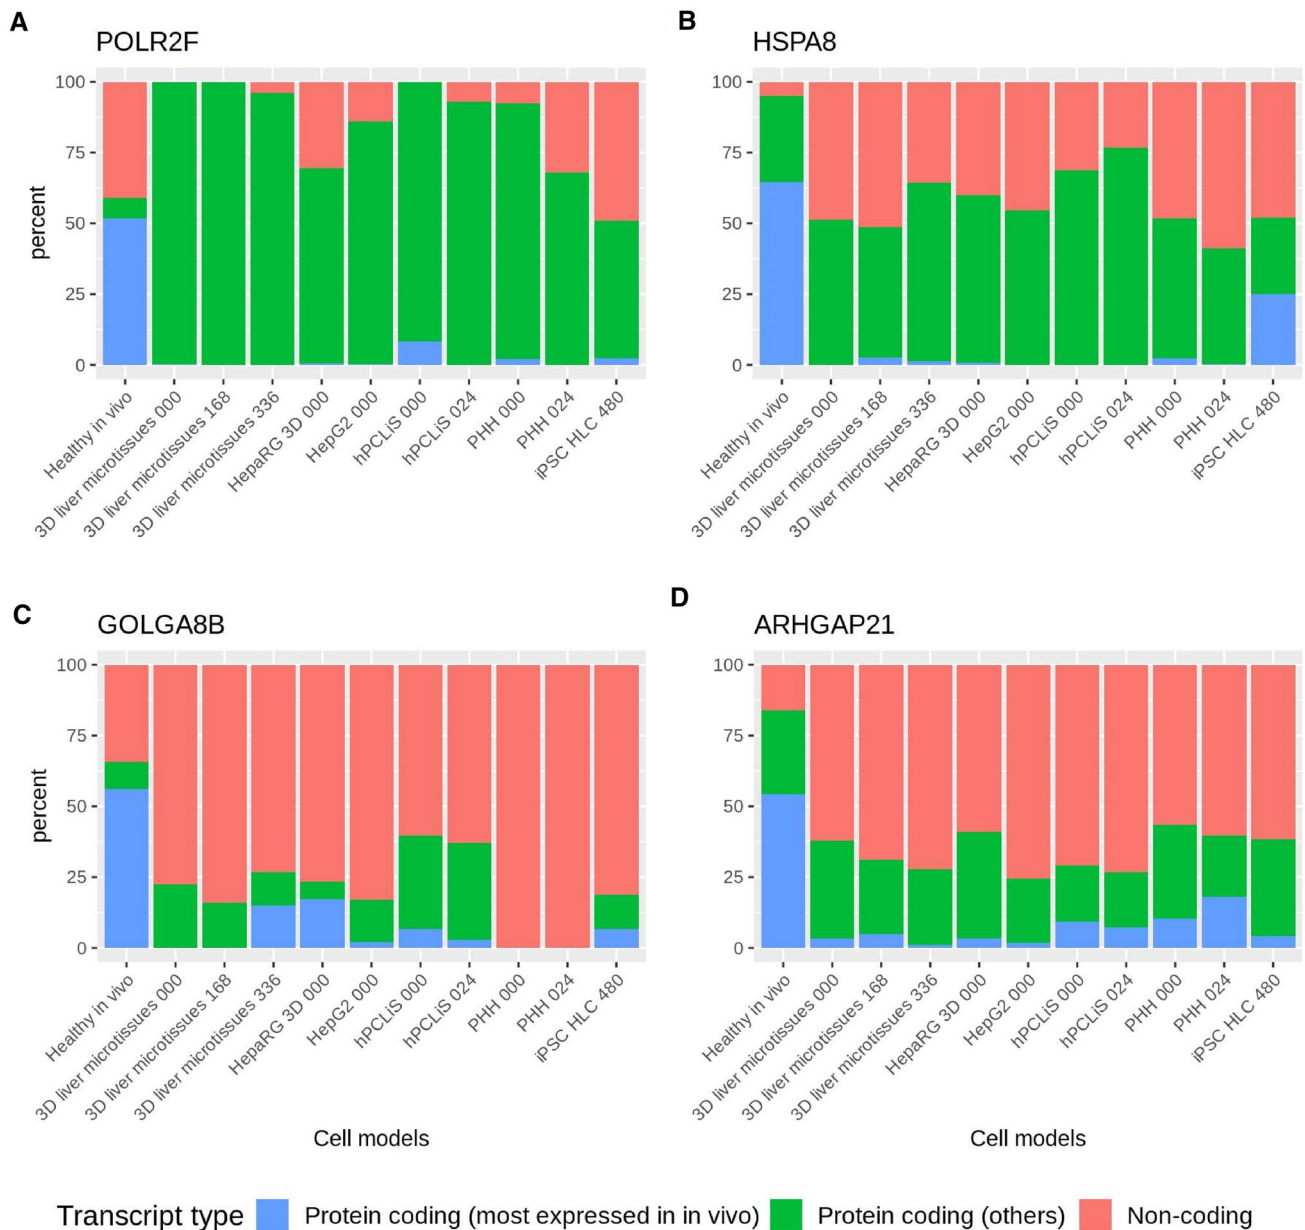 A
POLR2F
percent
100
75
50
25
0
Healthy in vivo
3D liver microtissues 000
3D liver microtissues 168
3D liver microtissues 336
HepaRG 3D 000
HepG2 000
hPCLiS 000
hPCLiS 024
PHH 000
PHH 024
iPSC HLC 480
B
HSPA8
100
75
50
25
0
Healthy in vivo
3D liver microtissues 000
3D liver microtissues 168
3D liver microtissues 336
HepaRG 3D 000
HepG2 000
hPCLiS 000
hPCLiS 024
PHH 000
PHH 024
iPSC HLC 480
C
GOLGA8B
percent
100
75
50
25
0
Healthy in vivo
3D liver microtissues 000
3D liver microtissues 168
3D liver microtissues 336
HepaRG 3D 000
HepG2 000
hPCLiS 000
hPCLiS 024
PHH 000
PHH 024
iPSC HLC 480
Cell models
D
ARHGAP21
100
75
50
25
0
Healthy in vivo
3D liver microtissues 000
3D liver microtissues 168
3D liver microtissues 336
HepaRG 3D 000
HepG2 000
hPCLiS 000
hPCLiS 024
PHH 000
PHH 024
iPSC HLC 480
Cell models
Transcript type Protein coding (most expressed in in vivo) Protein coding (others) Non-coding